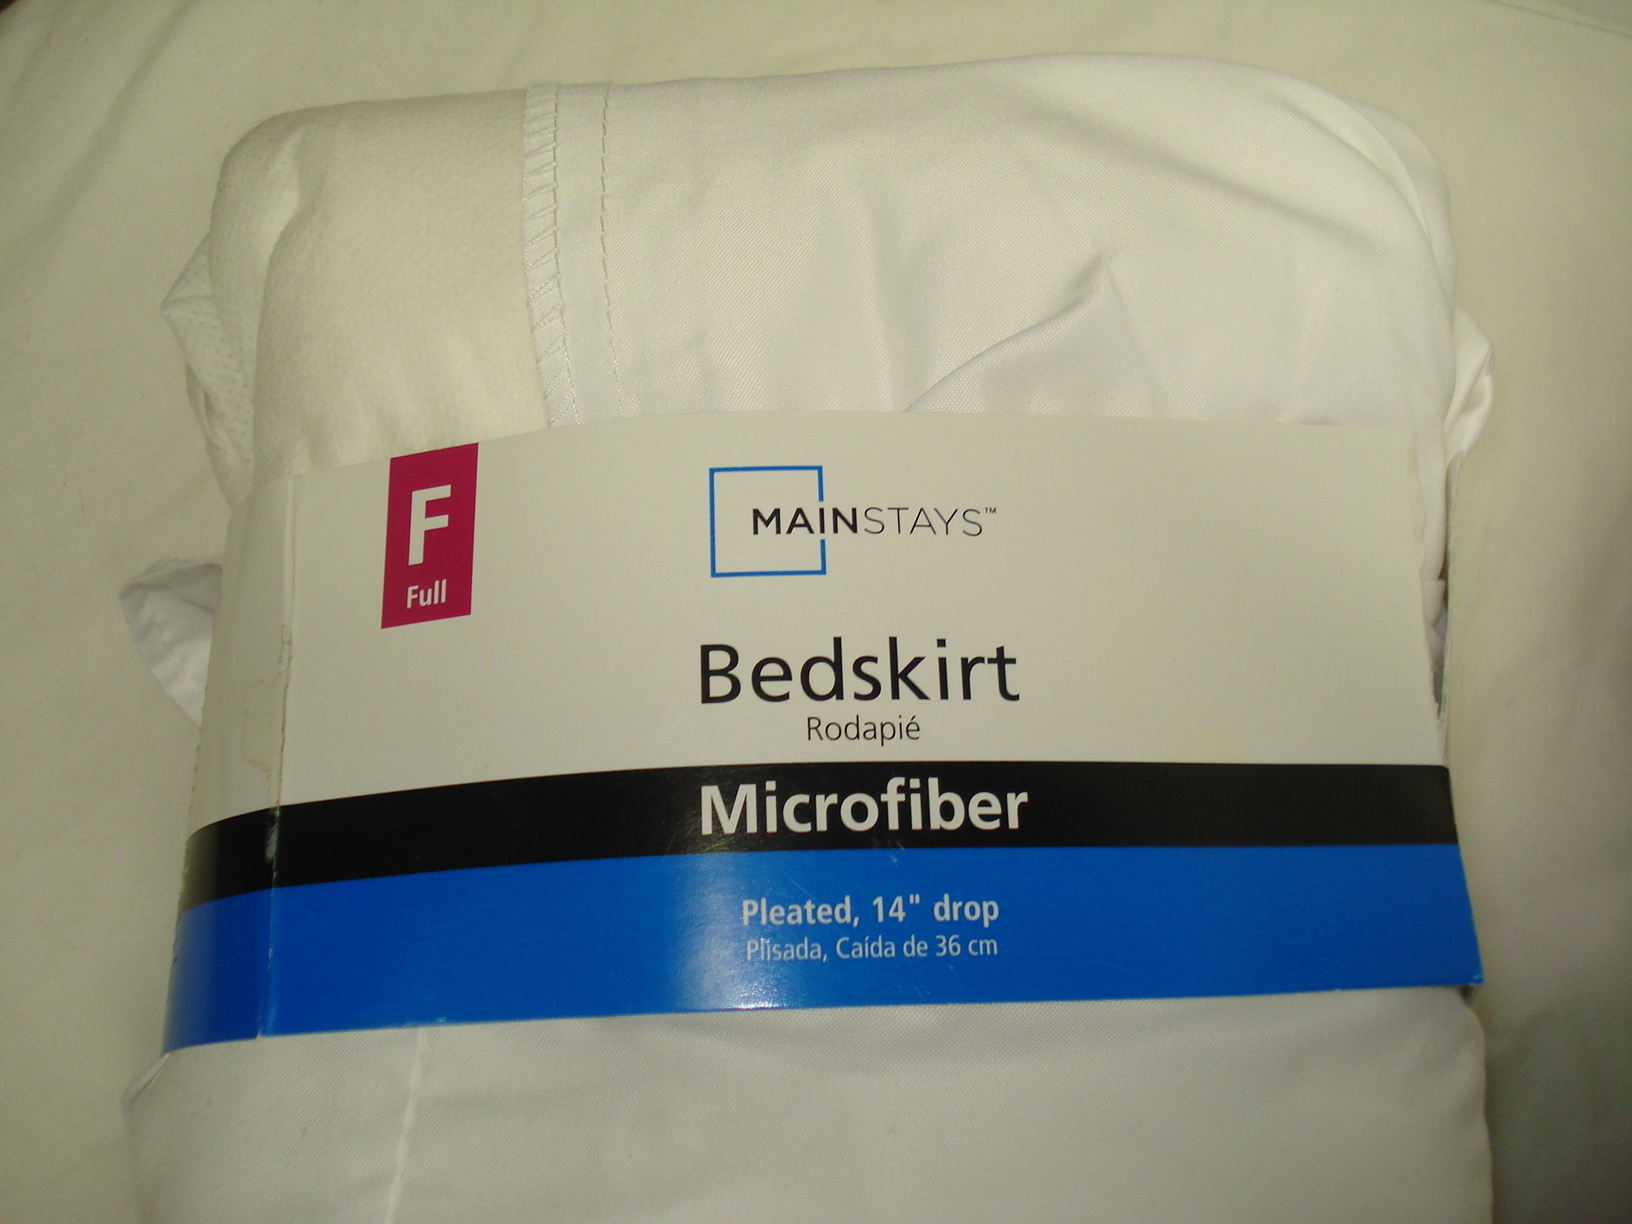 F
Full
MAINSTAYS™
Bedskirt
Rodapié
Microfiber
Pleated, 14" drop
Plisada, Caída de 36 cm